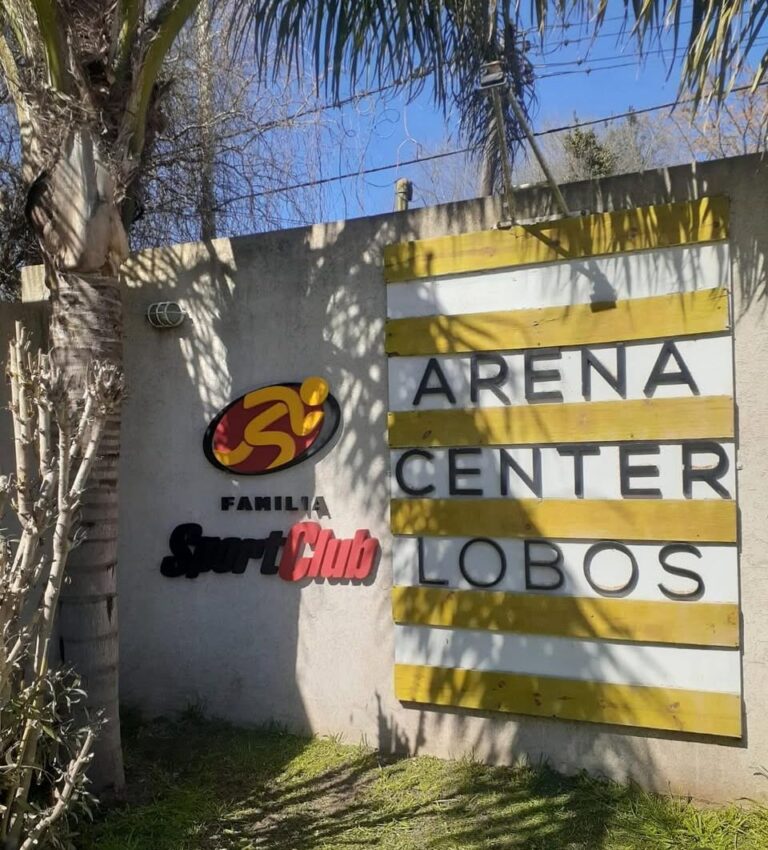 FAMILIA
SportClub
ARENA
CENTER
LOBOS